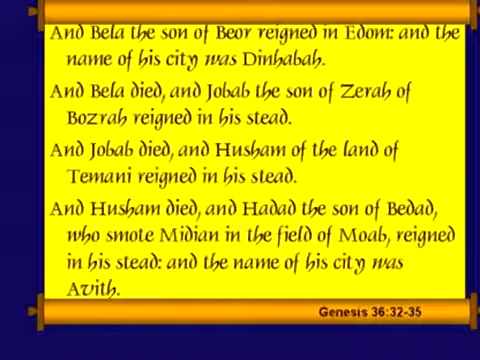 And Bela the son of Beor reigned in Edom: and the
name of his city was Dinhabah.
And Bela died, and Jobab the son of Zerah of
Bozrah reigned in his stead.
And Jobab died, and Husham of the land of
Temani reigned in his stead.
And Husham died, and Hadad the son of Bedad,
who smote Midian in the field of Moab, reigned
in his stead: and the name of his city was
Avith.
Genesis 36:32-35